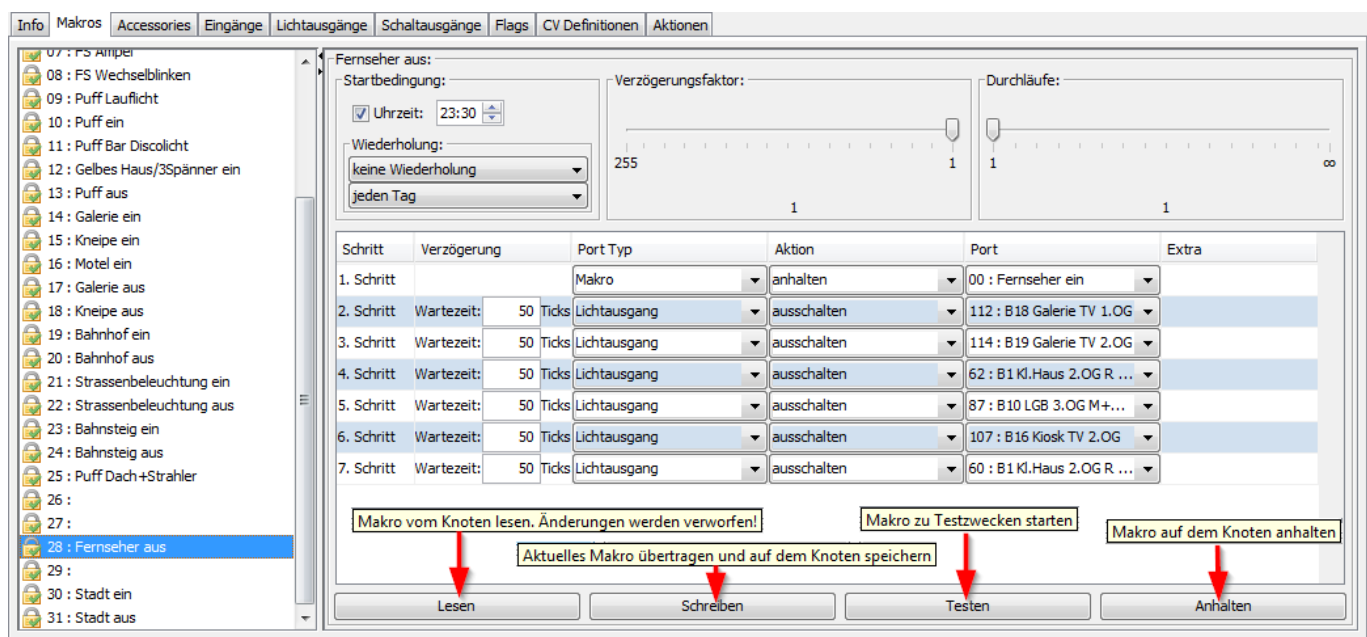 Info Makros Accessories Eingänge Lichtausgänge Schaltausgänge Flags CV Definitionen Aktionen
07 : FS Ampel
08 : FS Wechselblinken
09 : Puff Lauflicht
10 : Puff ein
11 : Puff Bar Discolicht
12 : Gelbes Haus/3Spänner ein
13 : Puff aus
14 : Galerie ein
15 : Kneipe ein
16 : Motel ein
17 : Galerie aus
18 : Kneipe aus
19 : Bahnhof ein
20 : Bahnhof aus
21 : Strassenbeleuchtung ein
22 : Strassenbeleuchtung aus
23 : Bahnsteig ein
24 : Bahnsteig aus
25 : Puff Dach+Strahler
26 :
27 :
28 : Fernseher aus
29 :
30 : Stadt ein
31 : Stadt aus
Fernseher aus:
Startbedingung:
Uhrzeit: 23:30
Wiederholung:
keine Wiederholung
jeden Tag
Verzögerungsfaktor:
255 1
1
Durchläufe:
1 ∞
1
Schritt Verzögerung Port Typ Aktion Port Extra
1. Schritt Makro anhalten 00 : Fernseher ein
2. Schritt Wartezeit: 50 Ticks Lichtausgang ausschalten 112 : B18 Galerie TV 1.OG
3. Schritt Wartezeit: 50 Ticks Lichtausgang ausschalten 114 : B19 Galerie TV 2.OG
4. Schritt Wartezeit: 50 Ticks Lichtausgang ausschalten 62 : B1 Kl.Haus 2.OG R ...
5. Schritt Wartezeit: 50 Ticks Lichtausgang ausschalten 87 : B10 LGB 3.OG M+...
6. Schritt Wartezeit: 50 Ticks Lichtausgang ausschalten 107 : B16 Kiosk TV 2.OG
7. Schritt Wartezeit: 50 Ticks Lichtausgang ausschalten 60 : B1 Kl.Haus 2.OG R ...
Makro vom Knoten lesen. Änderungen werden verworfen!
Makro zu Testzwecken starten
Makro auf dem Knoten anhalten
Aktuelles Makro übertragen und auf dem Knoten speichern
Lesen Schreiben Testen Anhalten